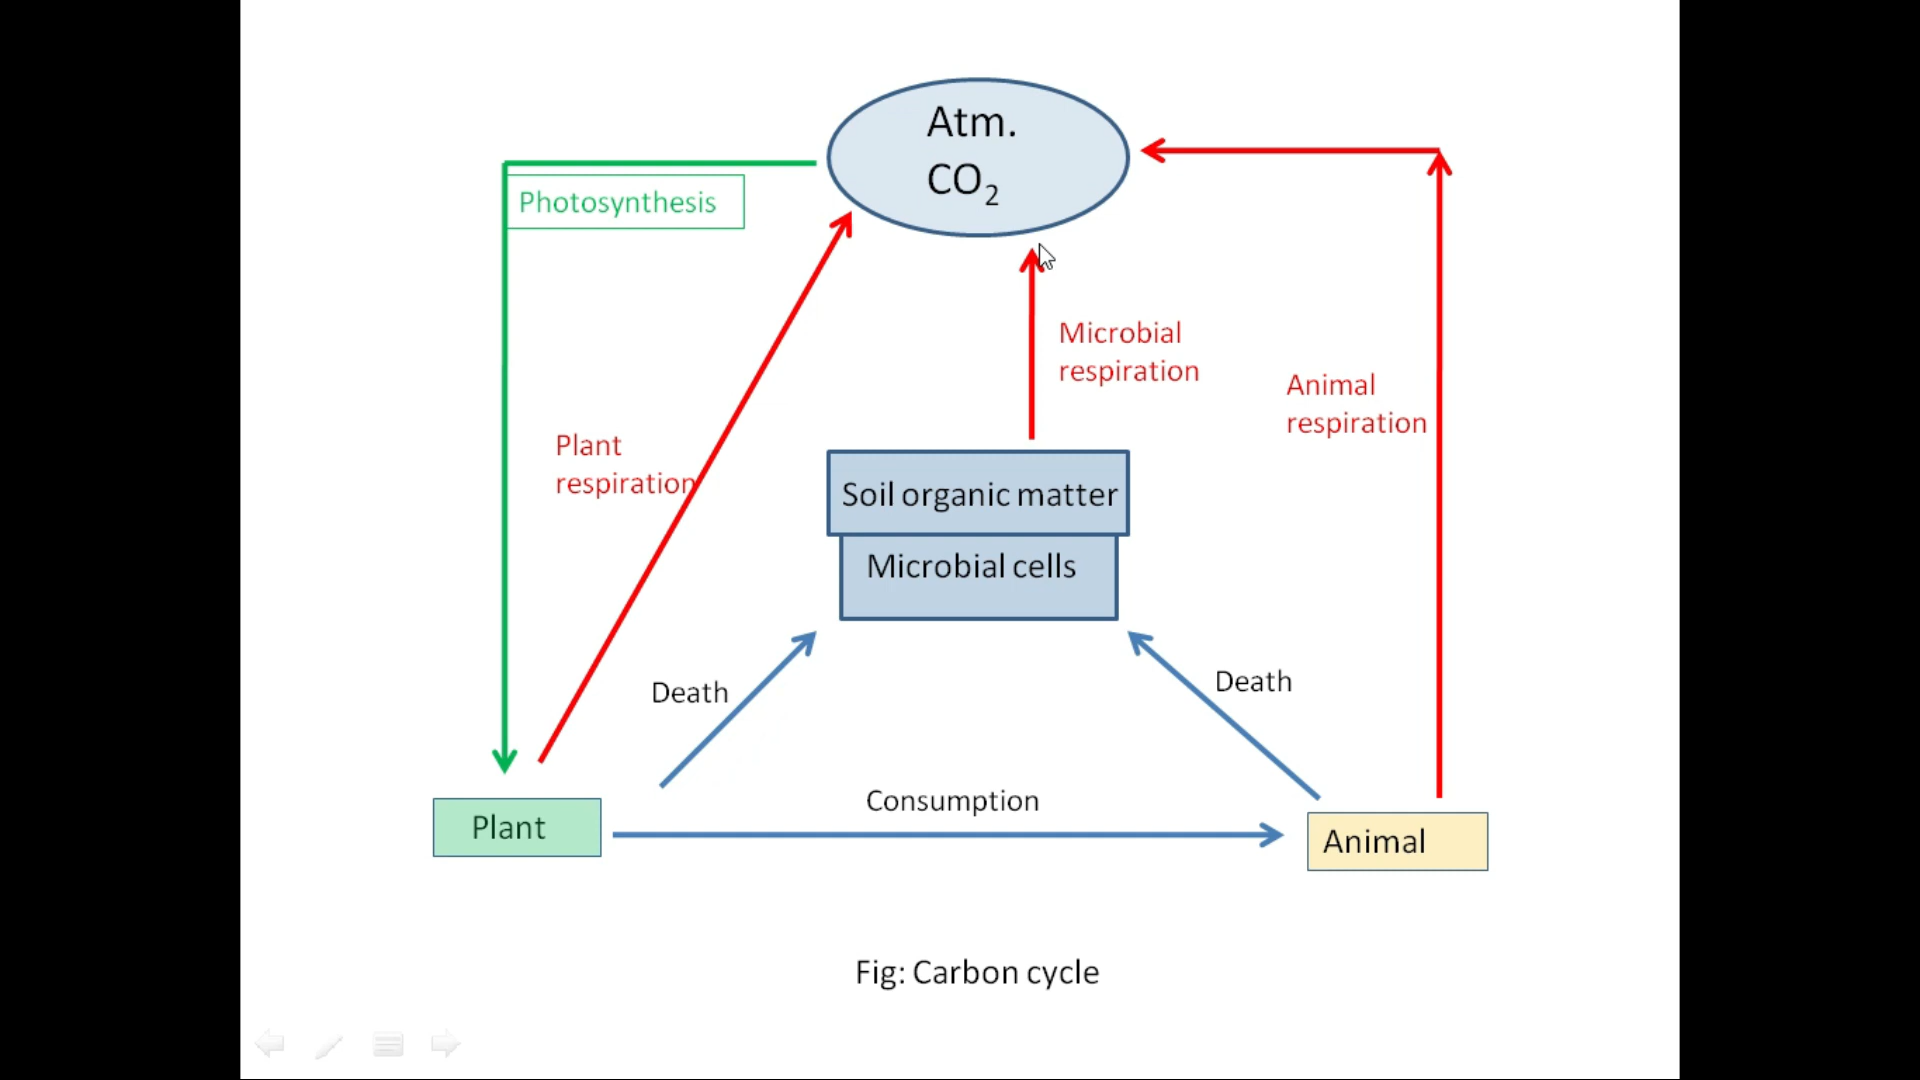 Atm.
CO₂
Photosynthesis
Microbial
respiration
Animal
respiration
Plant
respiration
Soil organic matter
Microbial cells
Death
Death
Consumption
Plant
Animal
Fig: Carbon cycle